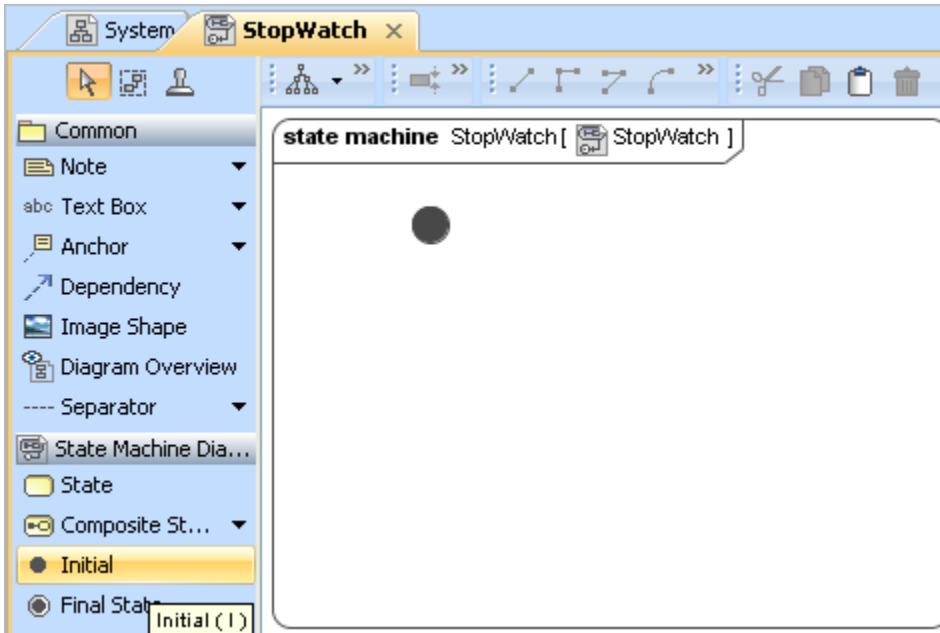 System
StopWatch
Common
state machine StopWatch [ StopWatch ]
Note
abc Text Box
Anchor
Dependency
Image Shape
Diagram Overview
Separator
State Machine Dia...
State
Composite St...
Initial
Final State
Initial ( I )